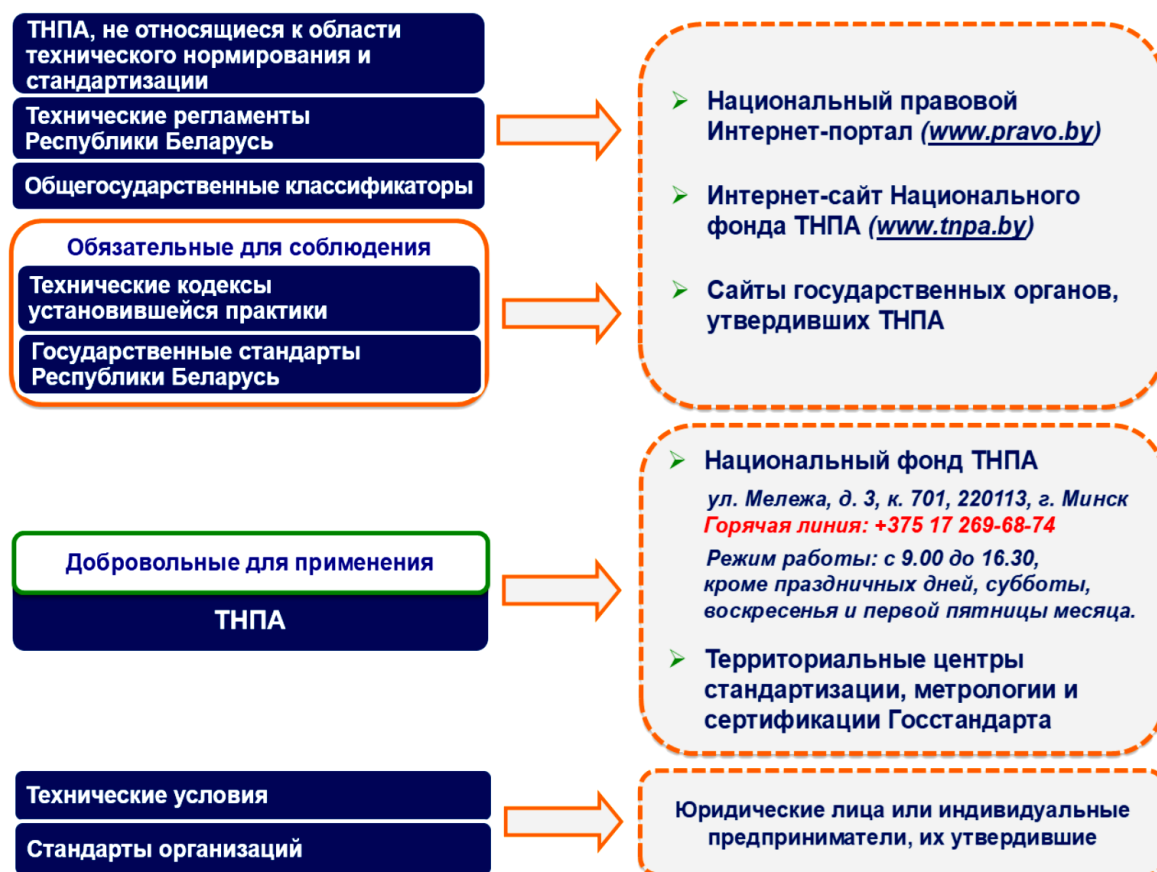 ТНПА, не относящиеся к области
технического нормирования и
стандартизации
Технические регламенты
Республики Беларусь
Общегосударственные классификаторы
Обязательные для соблюдения
Технические кодексы
установившейся практики
Государственные стандарты
Республики Беларусь
Национальный правовой
Интернет-портал (www.pravo.by)
Интернет-сайт Национального
фонда ТНПА (www.tnpa.by)
Сайты государственных органов,
утвердивших ТНПА
Добровольные для применения
ТНПА
Национальный фонд ТНПА
ул. Мележа, д. 3, к. 701, 220113, г. Минск
Горячая линия: +375 17 269-68-74
Режим работы: с 9.00 до 16.30,
кроме праздничных дней, субботы,
воскресенья и первой пятницы месяца.
Территориальные центры
стандартизации, метрологии и
сертификации Госстандарта
Технические условия
Стандарты организаций
Юридические лица или индивидуальные
предприниматели, их утвердившие